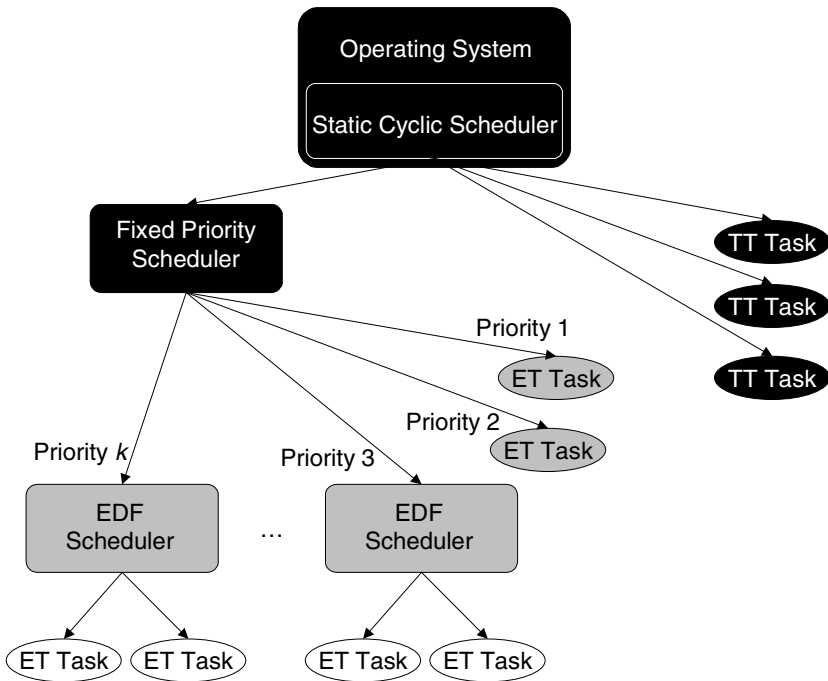 Operating System
Static Cyclic Scheduler
Fixed Priority
Scheduler
TT Task
TT Task
TT Task
Priority 1
ET Task
Priority 2
ET Task
Priority k
Priority 3
EDF
Scheduler
...
EDF
Scheduler
ET Task
ET Task
ET Task
ET Task